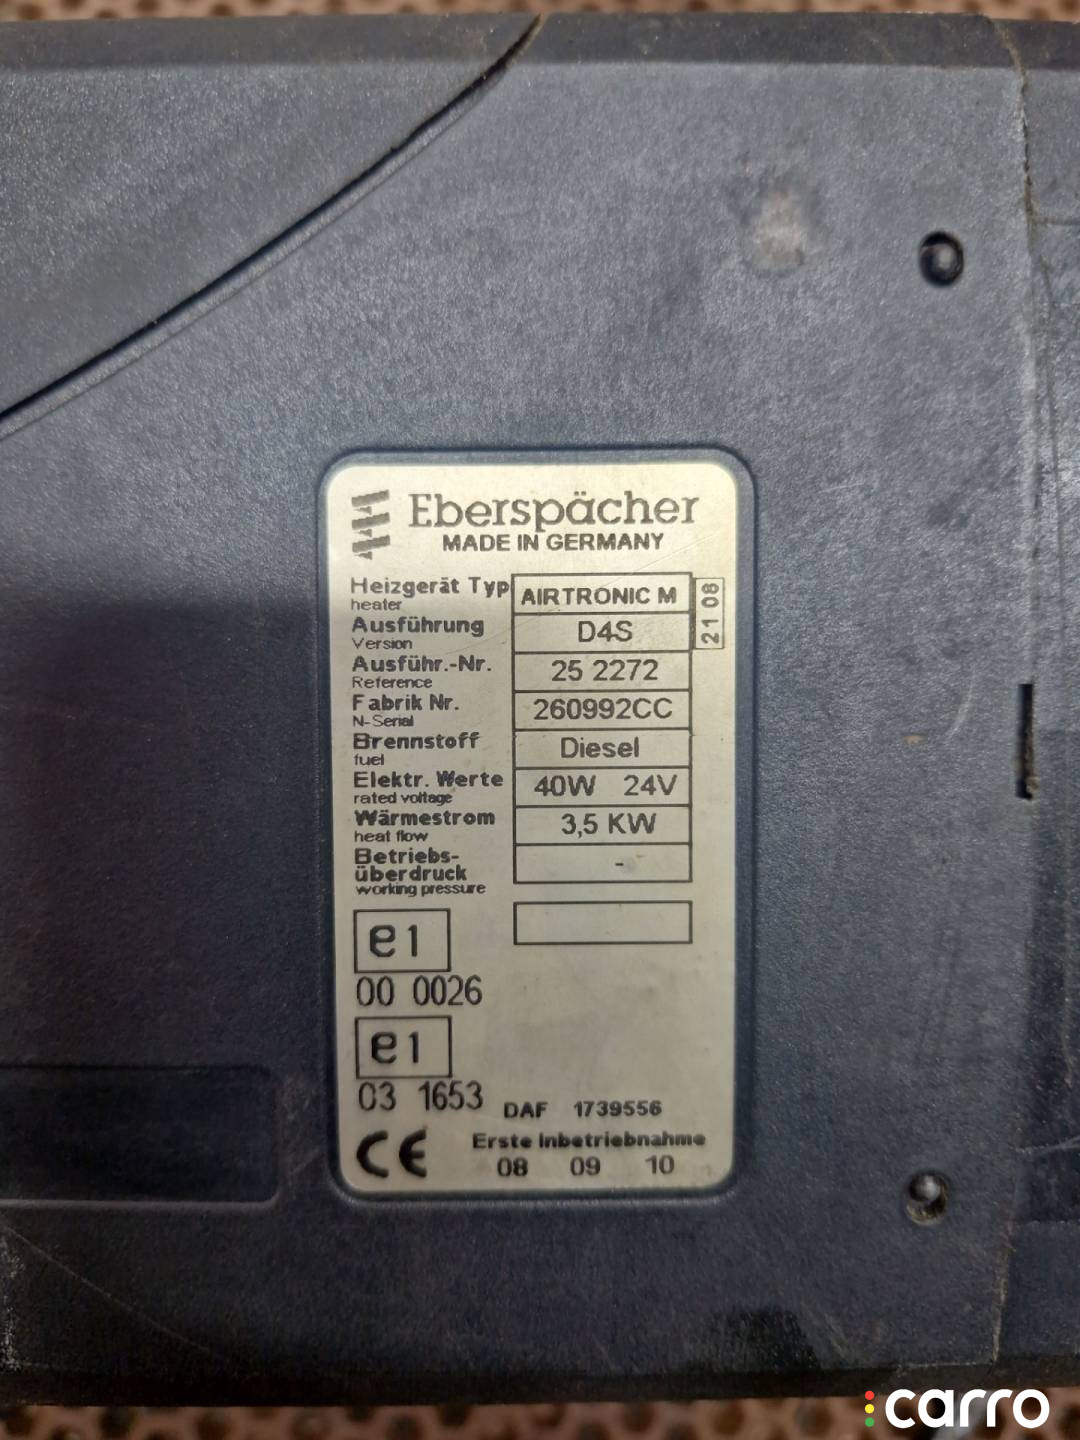 Eberspächer
MADE IN GERMANY
Heizgerät Typ AIRTRONIC M 21 08
heater
Ausführung D4S
Version
Ausführ.-Nr. 25 2272
Reference
Fabrik Nr. 260992CC
N-Serial
Brennstoff Diesel
fuel
Elektr. Werte 40W 24V
rated voltage
Wärmestrom 3,5 KW
heat flow
Betriebs-
überdruck -
working pressure
e1
00 0026
e1
03 1653 DAF 1739556
CE Erste Inbetriebnahme
08 09 10
carro